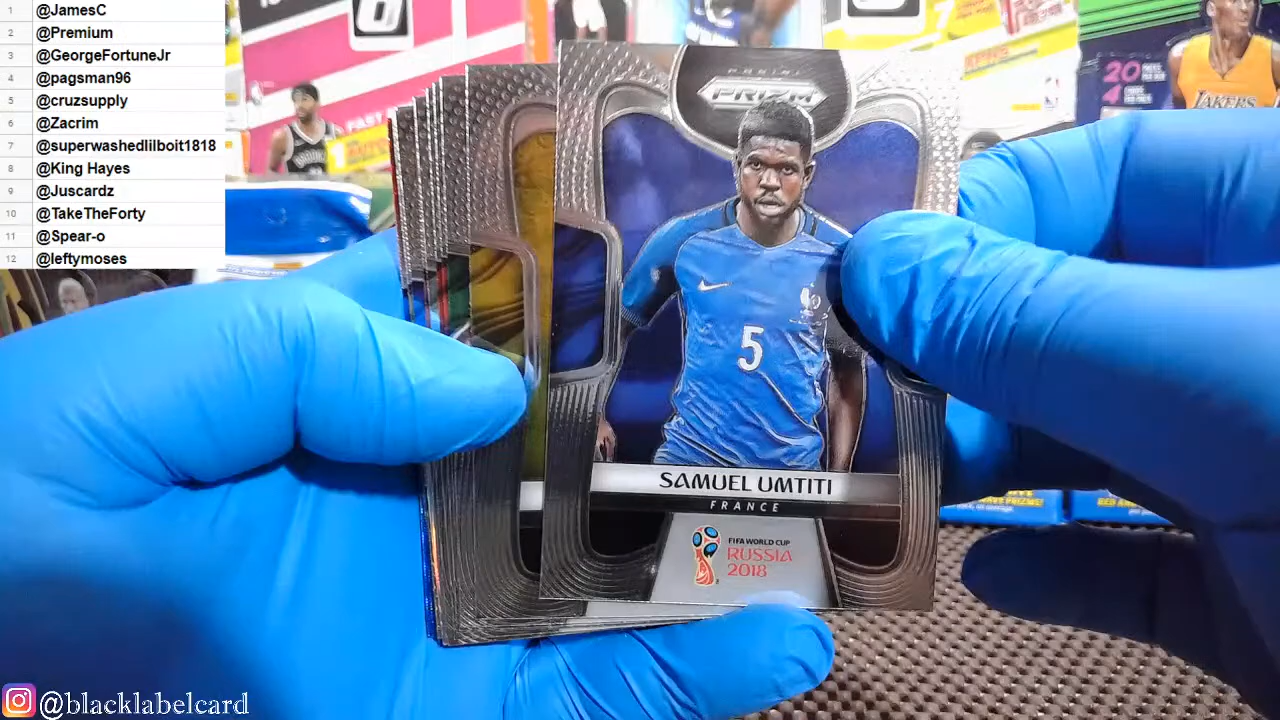 1 @JamesC
2 @Premium
3 @GeorgeFortuneJr
4 @pagsman96
5 @cruzsupply
6 @Zacrim
7 @superwashedlilboit1818
8 @King Hayes
9 @Juscardz
10 @TakeTheForty
11 @Spear-o
12 @leftymoses
20
LAKERS
BROOKLYN
PANINI
PRIZM
5
SAMUEL UMTITI
FRANCE
FIFA WORLD CUP
RUSSIA
2018
@blacklabelcard